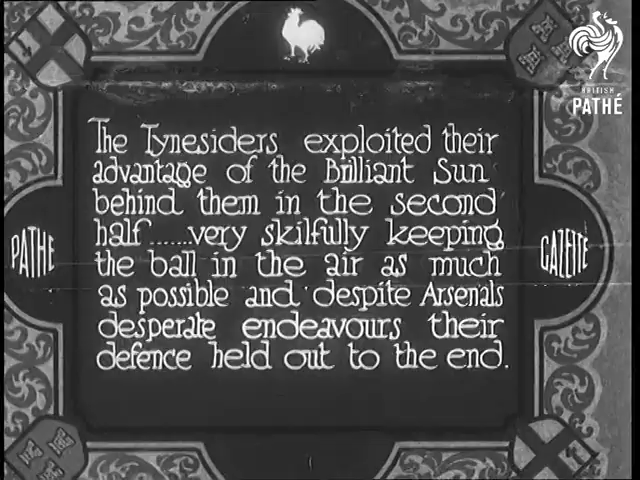 BRITISH
PATHÉ
The Tynesiders exploited their
advantage of the Brilliant Sun
behind them in the second
half.......very skilfully keeping
the ball in the air as much
as possible and despite Arsenals
desperate endeavours their
defence held out to the end.
PATHE
GAZETTE